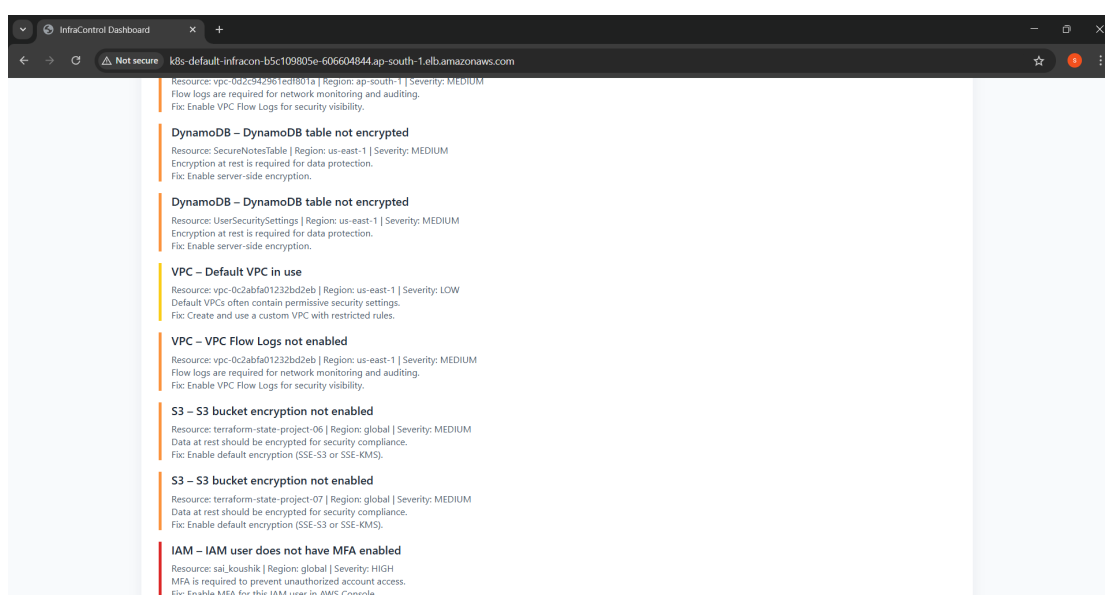 InfraControl Dashboard
Not secure k8s-default-infracon-b5c109805e-606604844.ap-south-1.elb.amazonaws.com
S
Resource: vpc-0d2c942961edf801a | Region: ap-south-1 | Severity: MEDIUM
Flow logs are required for network monitoring and auditing.
Fix: Enable VPC Flow Logs for security visibility.
DynamoDB – DynamoDB table not encrypted
Resource: SecureNotesTable | Region: us-east-1 | Severity: MEDIUM
Encryption at rest is required for data protection.
Fix: Enable server-side encryption.
DynamoDB – DynamoDB table not encrypted
Resource: UserSecuritySettings | Region: us-east-1 | Severity: MEDIUM
Encryption at rest is required for data protection.
Fix: Enable server-side encryption.
VPC – Default VPC in use
Resource: vpc-0c2abfa01232bd2eb | Region: us-east-1 | Severity: LOW
Default VPCs often contain permissive security settings.
Fix: Create and use a custom VPC with restricted rules.
VPC – VPC Flow Logs not enabled
Resource: vpc-0c2abfa01232bd2eb | Region: us-east-1 | Severity: MEDIUM
Flow logs are required for network monitoring and auditing.
Fix: Enable VPC Flow Logs for security visibility.
S3 – S3 bucket encryption not enabled
Resource: terraform-state-project-06 | Region: global | Severity: MEDIUM
Data at rest should be encrypted for security compliance.
Fix: Enable default encryption (SSE-S3 or SSE-KMS).
S3 – S3 bucket encryption not enabled
Resource: terraform-state-project-07 | Region: global | Severity: MEDIUM
Data at rest should be encrypted for security compliance.
Fix: Enable default encryption (SSE-S3 or SSE-KMS).
IAM – IAM user does not have MFA enabled
Resource: sai_koushik | Region: global | Severity: HIGH
MFA is required to prevent unauthorized account access.
Fix: Enable MFA for this IAM user in AWS Console.